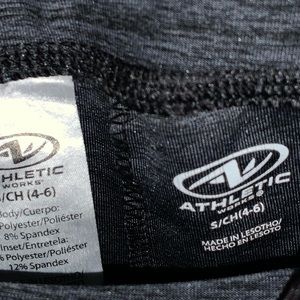 ATHLETIC
WORKS
S/CH (4-6)
Body/Cuerpo:
Polyester/Poliéster
8% Spandex
Inset/Entretela:
Polyester/Poliéster
12% Spandex
ATHLETIC
WORKS®
S/CH(4-6)
MADE IN LESOTHO/
HECHO EN LESOTO